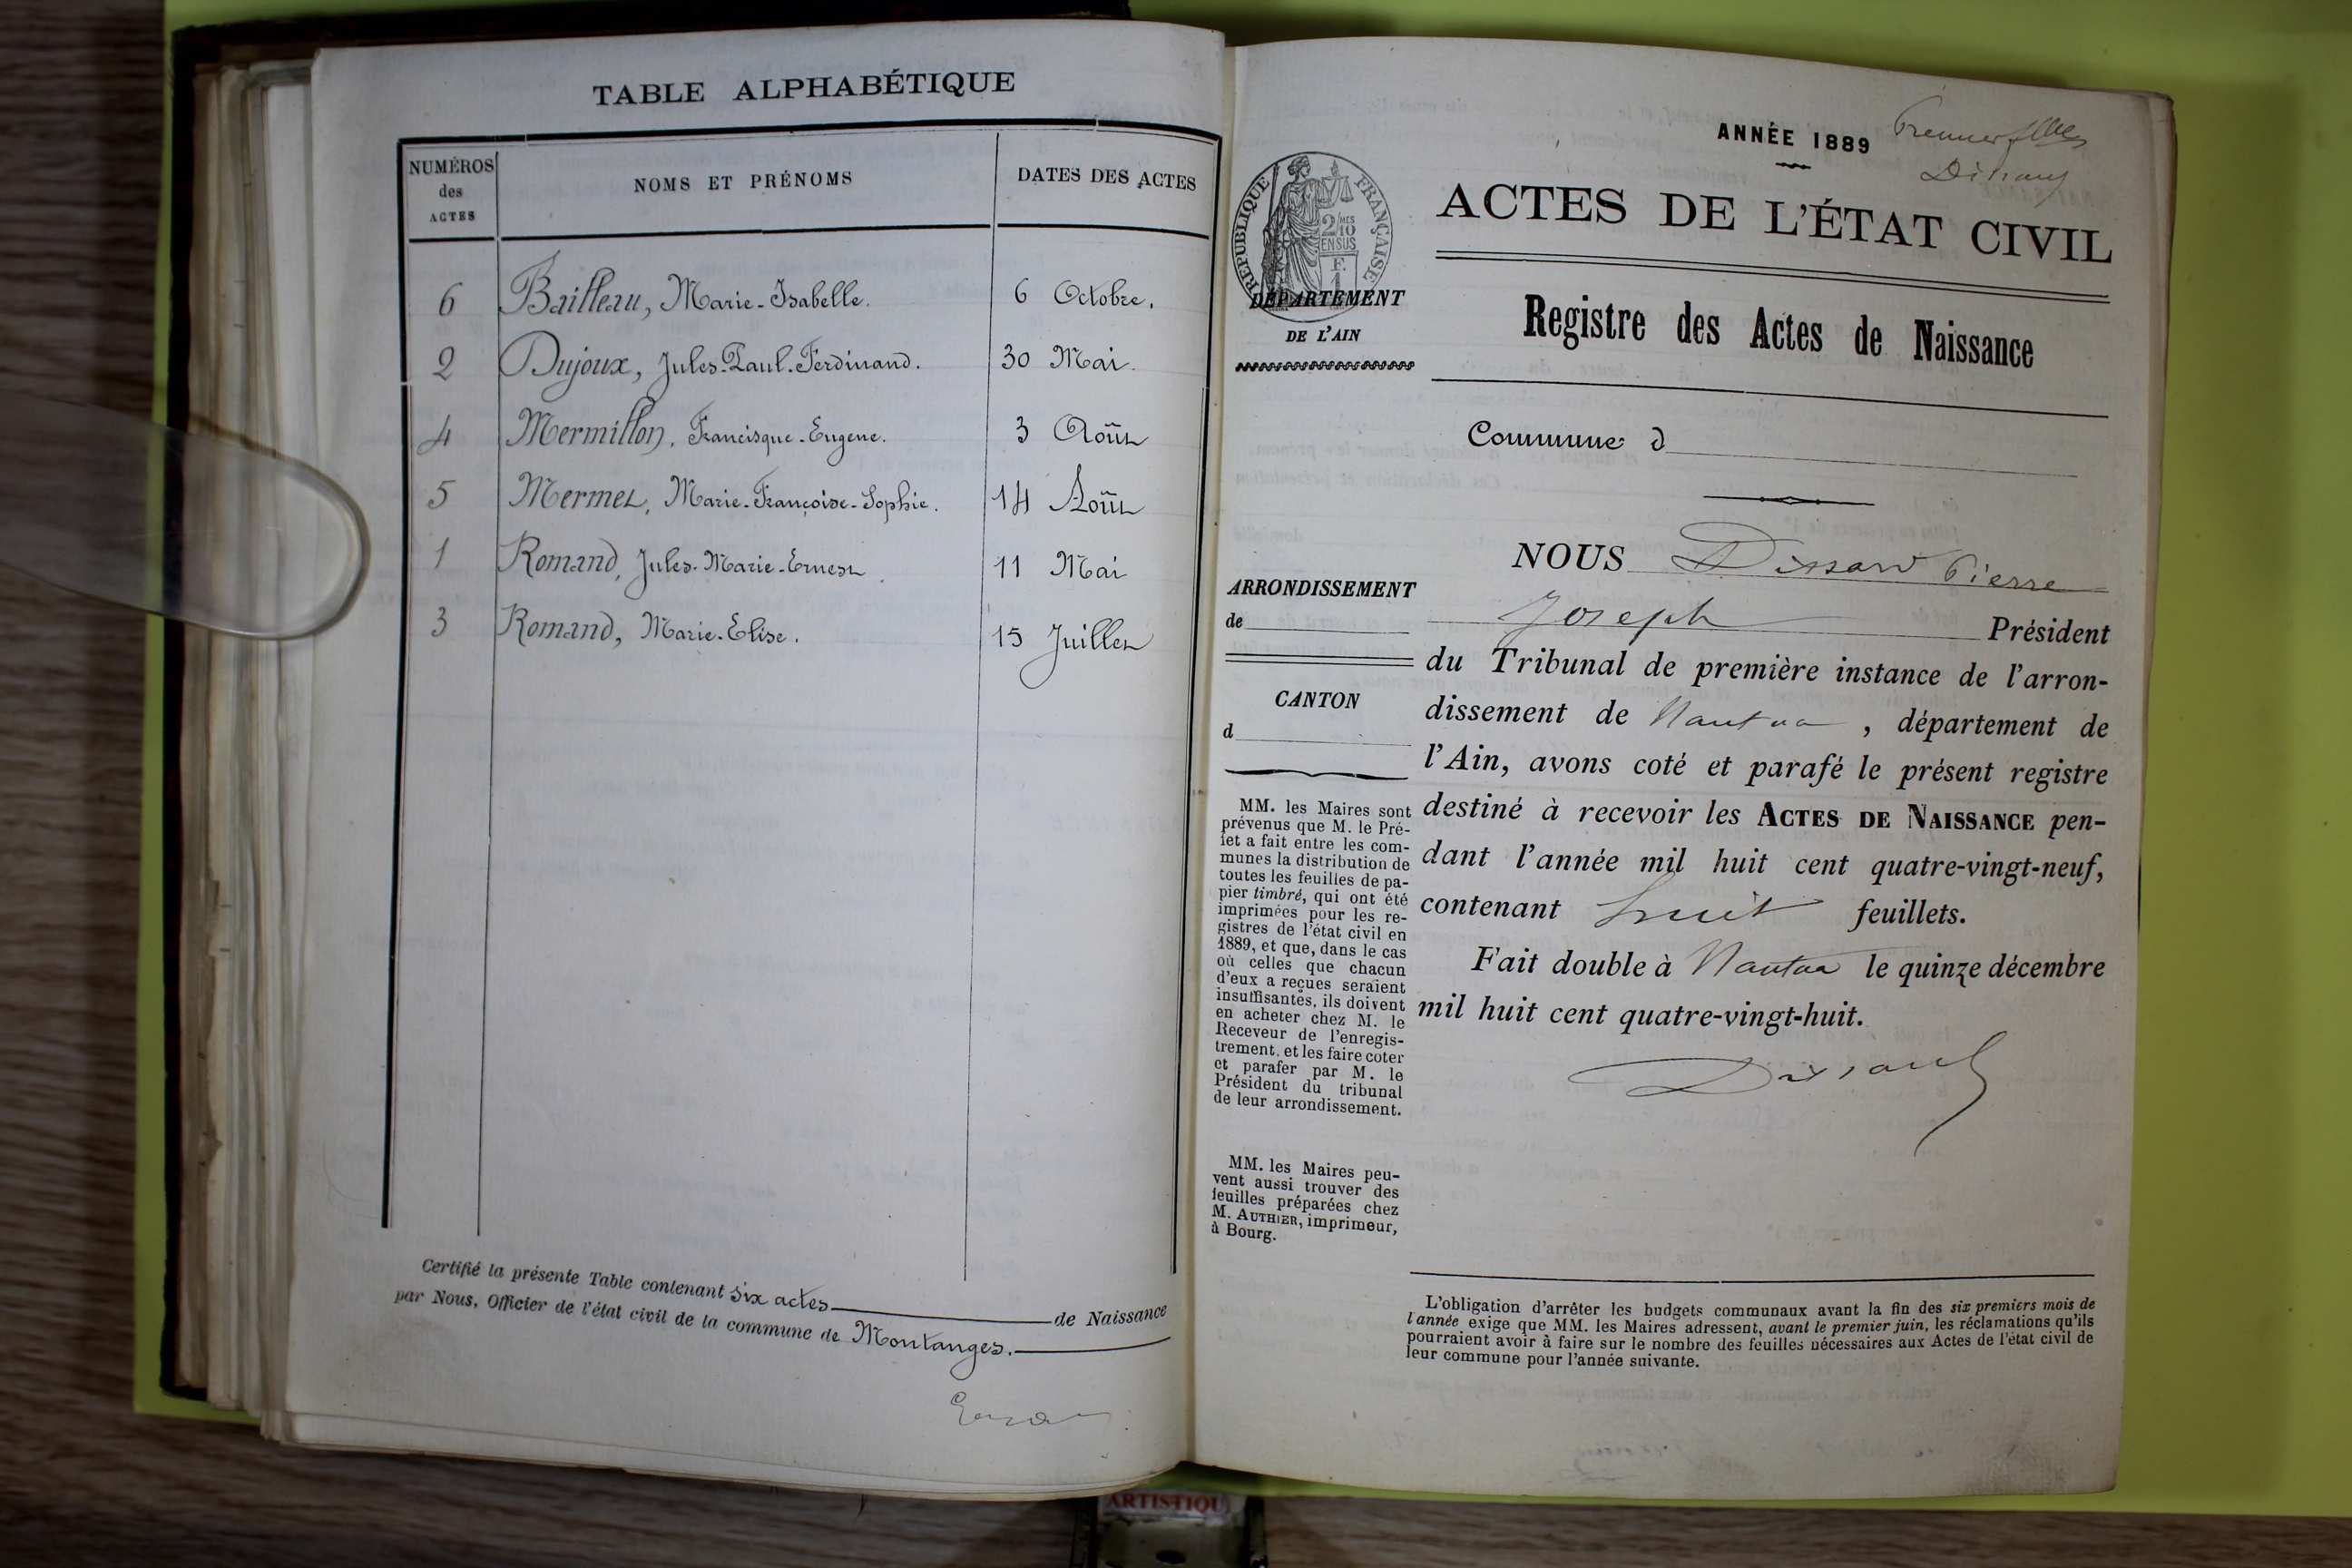 TABLE ALPHABÉTIQUE
NUMÉROS
des
ACTES
NOMS ET PRÉNOMS
DATES DES ACTES
6 Bailleau, Marie-Isabelle. 6 Octobre.
2 Dujoux, Jules-Paul-Ferdinand. 30 Mai.
4 Mermillon, Francisque-Eugène. 3 Août
5 Mermet, Marie-Françoise-Sophie. 14 Août
1 Romand, Jules-Marie-Ernest 11 Mai
3 Romand, Marie-Elise. 15 Juillet
Certifié la présente Table contenant six actes de Naissance
par Nous, Officier de l'état civil de la commune de Montanges.
ANNÉE 1889
Premier
ACTES DE L'ÉTAT CIVIL
RÉPUBLIQUE FRANÇAISE
2 MES
10
EN SUS
F.
1
DÉPARTEMENT
DE L'AIN
Registre des Actes de Naissance
Commune d
ARRONDISSEMENT
de
CANTON
d
MM. les Maires sont
prévenus que M. le Pré-
fet a fait entre les com-
munes la distribution de
toutes les feuilles de pa-
pier timbré, qui ont été
imprimées pour les re-
gistres de l'état civil en
1889, et que, dans le cas
où celles que chacun
d'eux a reçues seraient
insuffisantes, ils doivent
en acheter chez M. le
Receveur de l'enregis-
trement, et les faire coter
et parafer par M. le
Président du tribunal
de leur arrondissement.
MM. les Maires peu-
vent aussi trouver des
feuilles préparées chez
M. AUTHIER, imprimeur,
à Bourg.
NOUS Dissard Pierre
Joseph Président
du Tribunal de première instance de l'arron-
dissement de Nantua, département de
l'Ain, avons coté et parafé le présent registre
destiné à recevoir les ACTES DE NAISSANCE pen-
dant l'année mil huit cent quatre-vingt-neuf,
contenant huit feuillets.
Fait double à Nantua le quinze décembre
mil huit cent quatre-vingt-huit.
Dissard
L'obligation d'arrêter les budgets communaux avant la fin des six premiers mois de
l'année exige que MM. les Maires adressent, avant le premier juin, les réclamations qu'ils
pourraient avoir à faire sur le nombre des feuilles nécessaires aux Actes de l'état civil de
leur commune pour l'année suivante.
ARTISTIQU